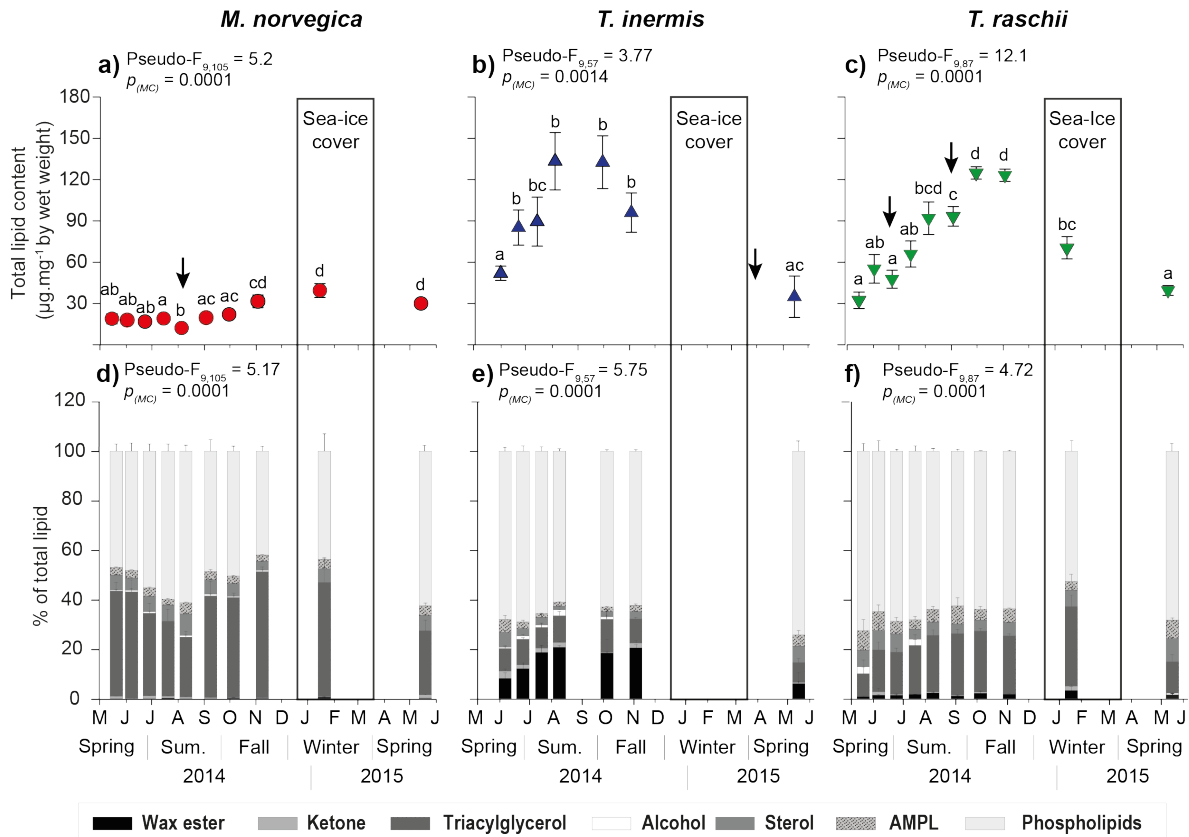 M. norvegica
T. inermis
T. raschii
a) Pseudo-F9,105 = 5.2
p(MC) = 0.0001
b) Pseudo-F9,57 = 3.77
p(MC) = 0.0014
c) Pseudo-F9,87 = 12.1
p(MC) = 0.0001
Total lipid content
(µg.mg-1 by wet weight)
180
150
120
90
60
30
Sea-ice
cover
ab ab ab a b ac ac cd d d
Sea-ice
cover
a b bc b b b ac
Sea-Ice
cover
a ab a ab bcd c d d bc a
d) Pseudo-F9,105 = 5.17
p(MC) = 0.0001
e) Pseudo-F9,57 = 5.75
p(MC) = 0.0001
f) Pseudo-F9,87 = 4.72
p(MC) = 0.0001
% of total lipid
120
100
80
60
40
20
0
M J J A S O N D J F M A M J
J J A S O N D J F M A M J
M J J A S O N D J F M A M J
Spring Sum. Fall Winter Spring
Spring Sum. Fall Winter Spring
Spring Sum. Fall Winter Spring
2014 2015
2014 2015
2014 2015
Wax ester Ketone Triacylglycerol Alcohol Sterol AMPL Phospholipids